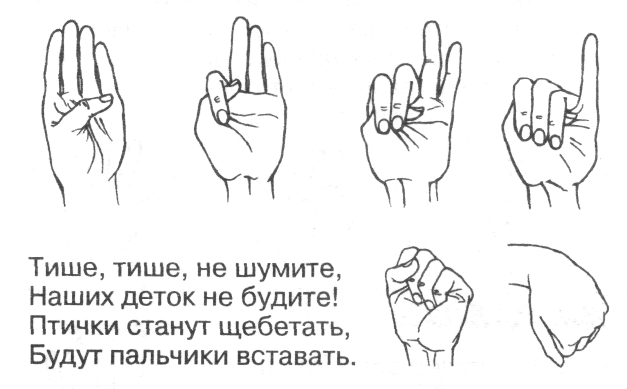 Тише, тише, не шумите,
Наших деток не будите!
Птички станут щебетать,
Будут пальчики вставать.